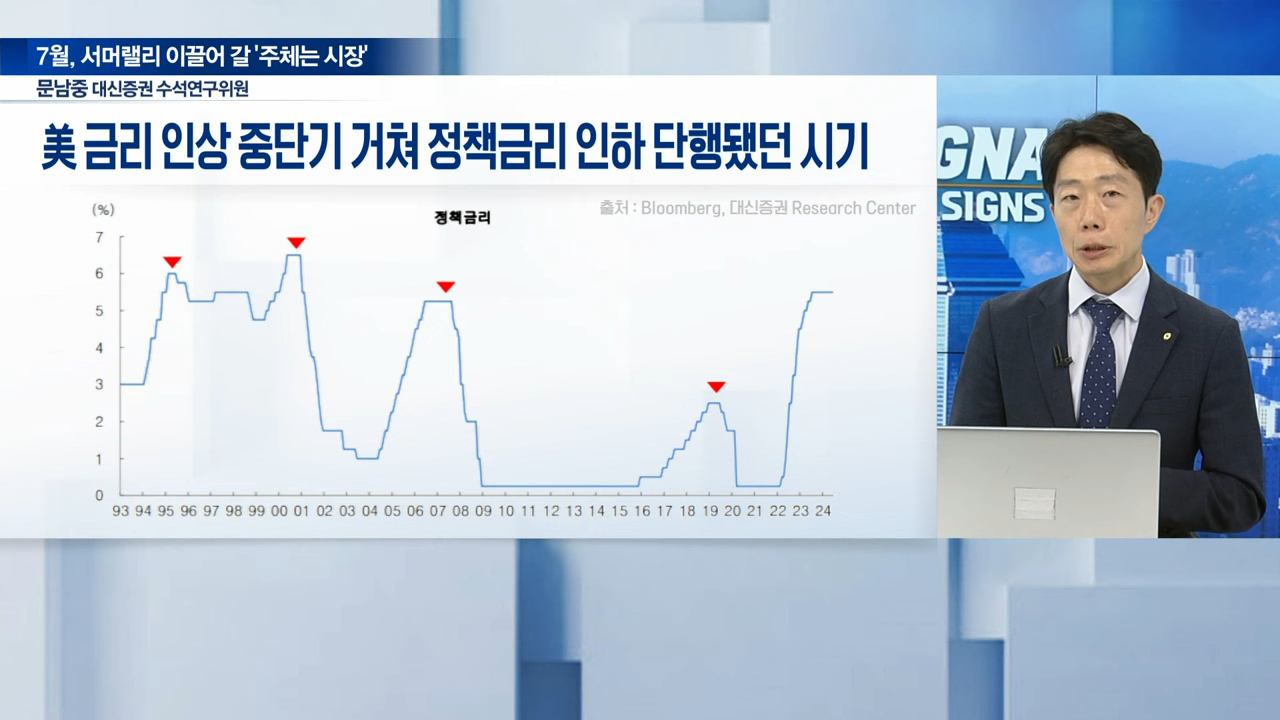 7월, 서머랠리 이끌어 갈 '주체는 시장'
문남중 대신증권 수석연구위원
美 금리 인상 중단기 거쳐 정책금리 인하 단행됐던 시기
(%)
정책금리
출처 : Bloomberg, 대신증권 Research Center
7
6
5
4
3
2
1
0
93 94 95 96 97 98 99 00 01 02 03 04 05 06 07 08 09 10 11 12 13 14 15 16 17 18 19 20 21 22 23 24
GNA
SIGNS